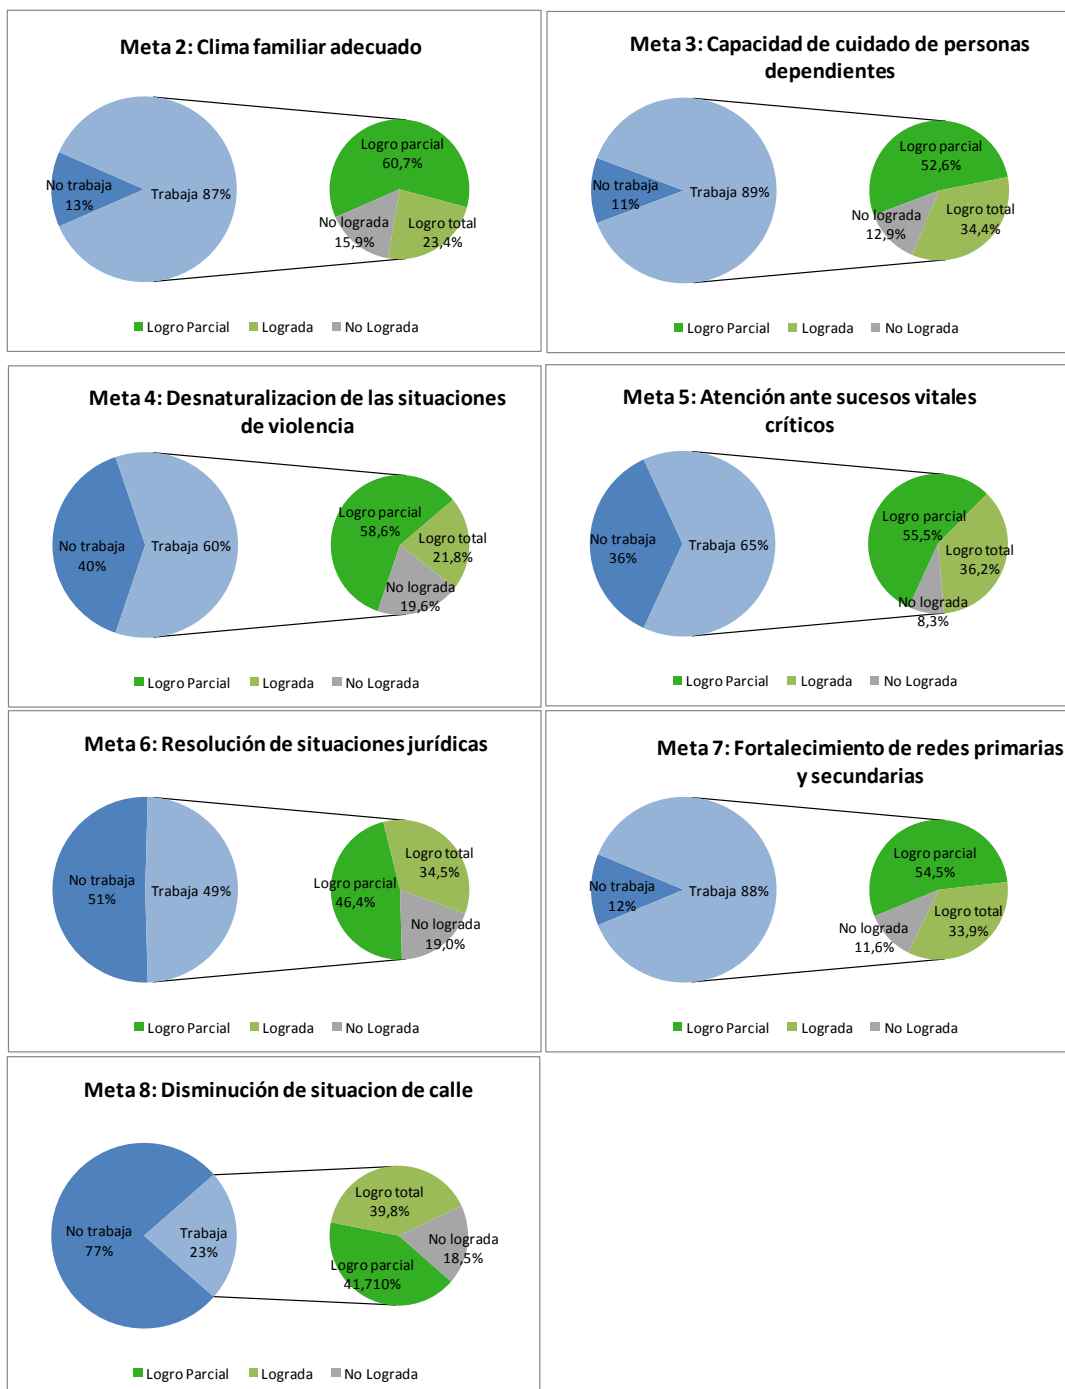 Meta 2: Clima familiar adecuado
No trabaja
13%
Trabaja 87%
Logro parcial
60,7%
No lograda
15,9%
Logro total
23,4%
Logro Parcial
Lograda
No Lograda
Meta 3: Capacidad de cuidado de personas
dependientes
No trabaja
11%
Trabaja 89%
Logro parcial
52,6%
No lograda
12,9%
Logro total
34,4%
Logro Parcial
Lograda
No Lograda
Meta 4: Desnaturalizacion de las situaciones
de violencia
No trabaja
40%
Trabaja 60%
Logro parcial
58,6%
Logro total
21,8%
No lograda
19,6%
Logro Parcial
Lograda
No Lograda
Meta 5: Atención ante sucesos vitales
críticos
No trabaja
36%
Trabaja 65%
Logro parcial
55,5%
Logro total
36,2%
No lograda
8,3%
Logro Parcial
Lograda
No Lograda
Meta 6: Resolución de situaciones jurídicas
No trabaja
51%
Trabaja 49%
Logro total
34,5%
Logro parcial
46,4%
No lograda
19,0%
Logro Parcial
Lograda
No Lograda
Meta 7: Fortalecimiento de redes primarias
y secundarias
No trabaja
12%
Trabaja 88%
Logro parcial
54,5%
No lograda
11,6%
Logro total
33,9%
Logro Parcial
Lograda
No Lograda
Meta 8: Disminución de situacion de calle
No trabaja
77%
Trabaja
23%
Logro total
39,8%
No lograda
18,5%
Logro parcial
41,710%
Logro Parcial
Lograda
No Lograda